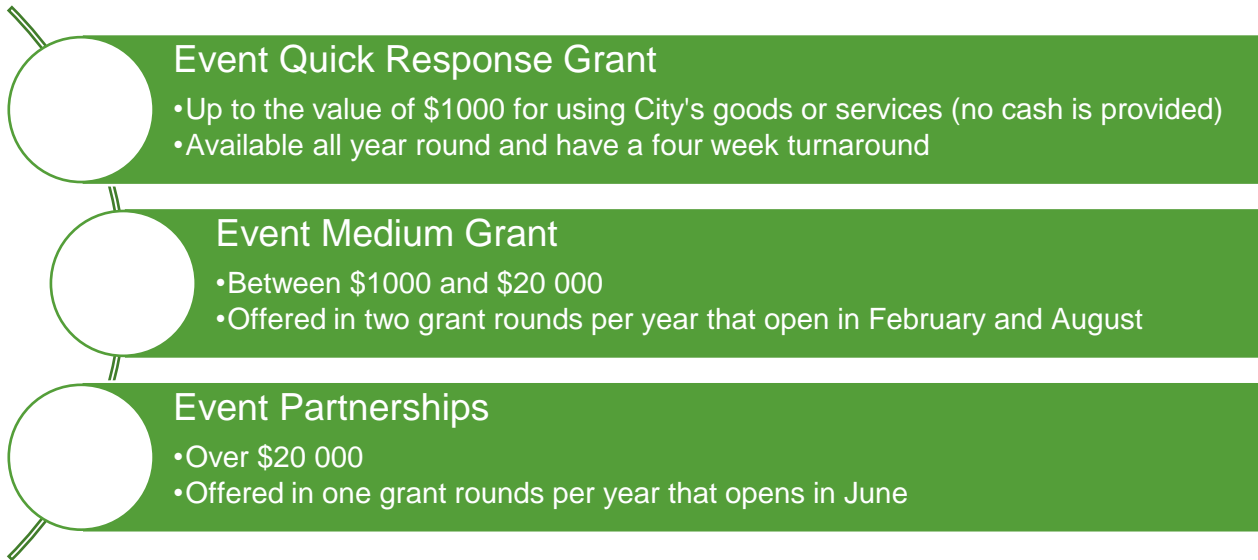 Event Quick Response Grant
•Up to the value of $1000 for using City's goods or services (no cash is provided)
•Available all year round and have a four week turnaround
Event Medium Grant
•Between $1000 and $20 000
•Offered in two grant rounds per year that open in February and August
Event Partnerships
•Over $20 000
•Offered in one grant rounds per year that opens in June